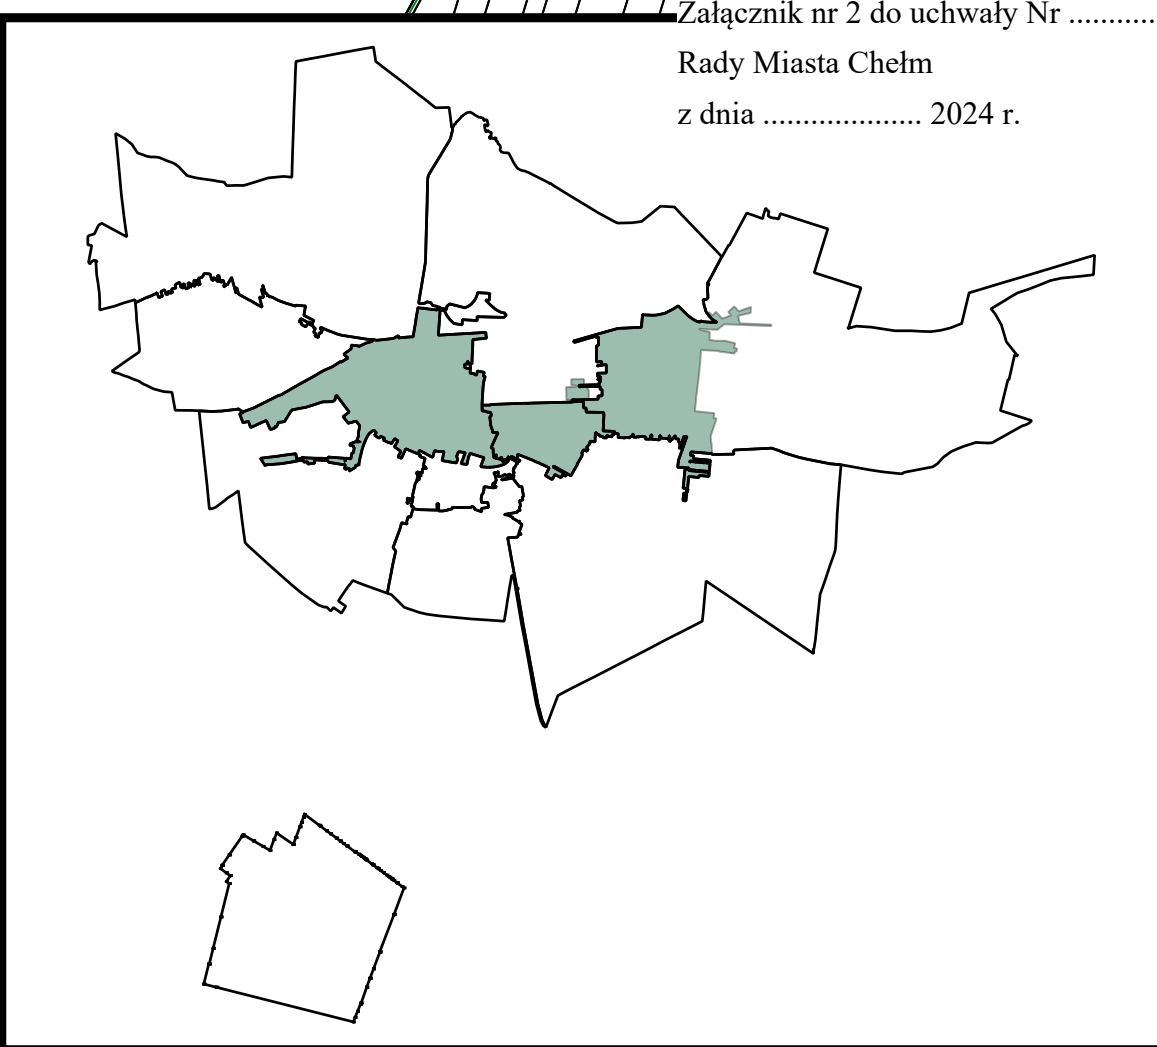 Załącznik nr 2 do uchwały Nr ...........
Rady Miasta Chełm
z dnia .................... 2024 r.